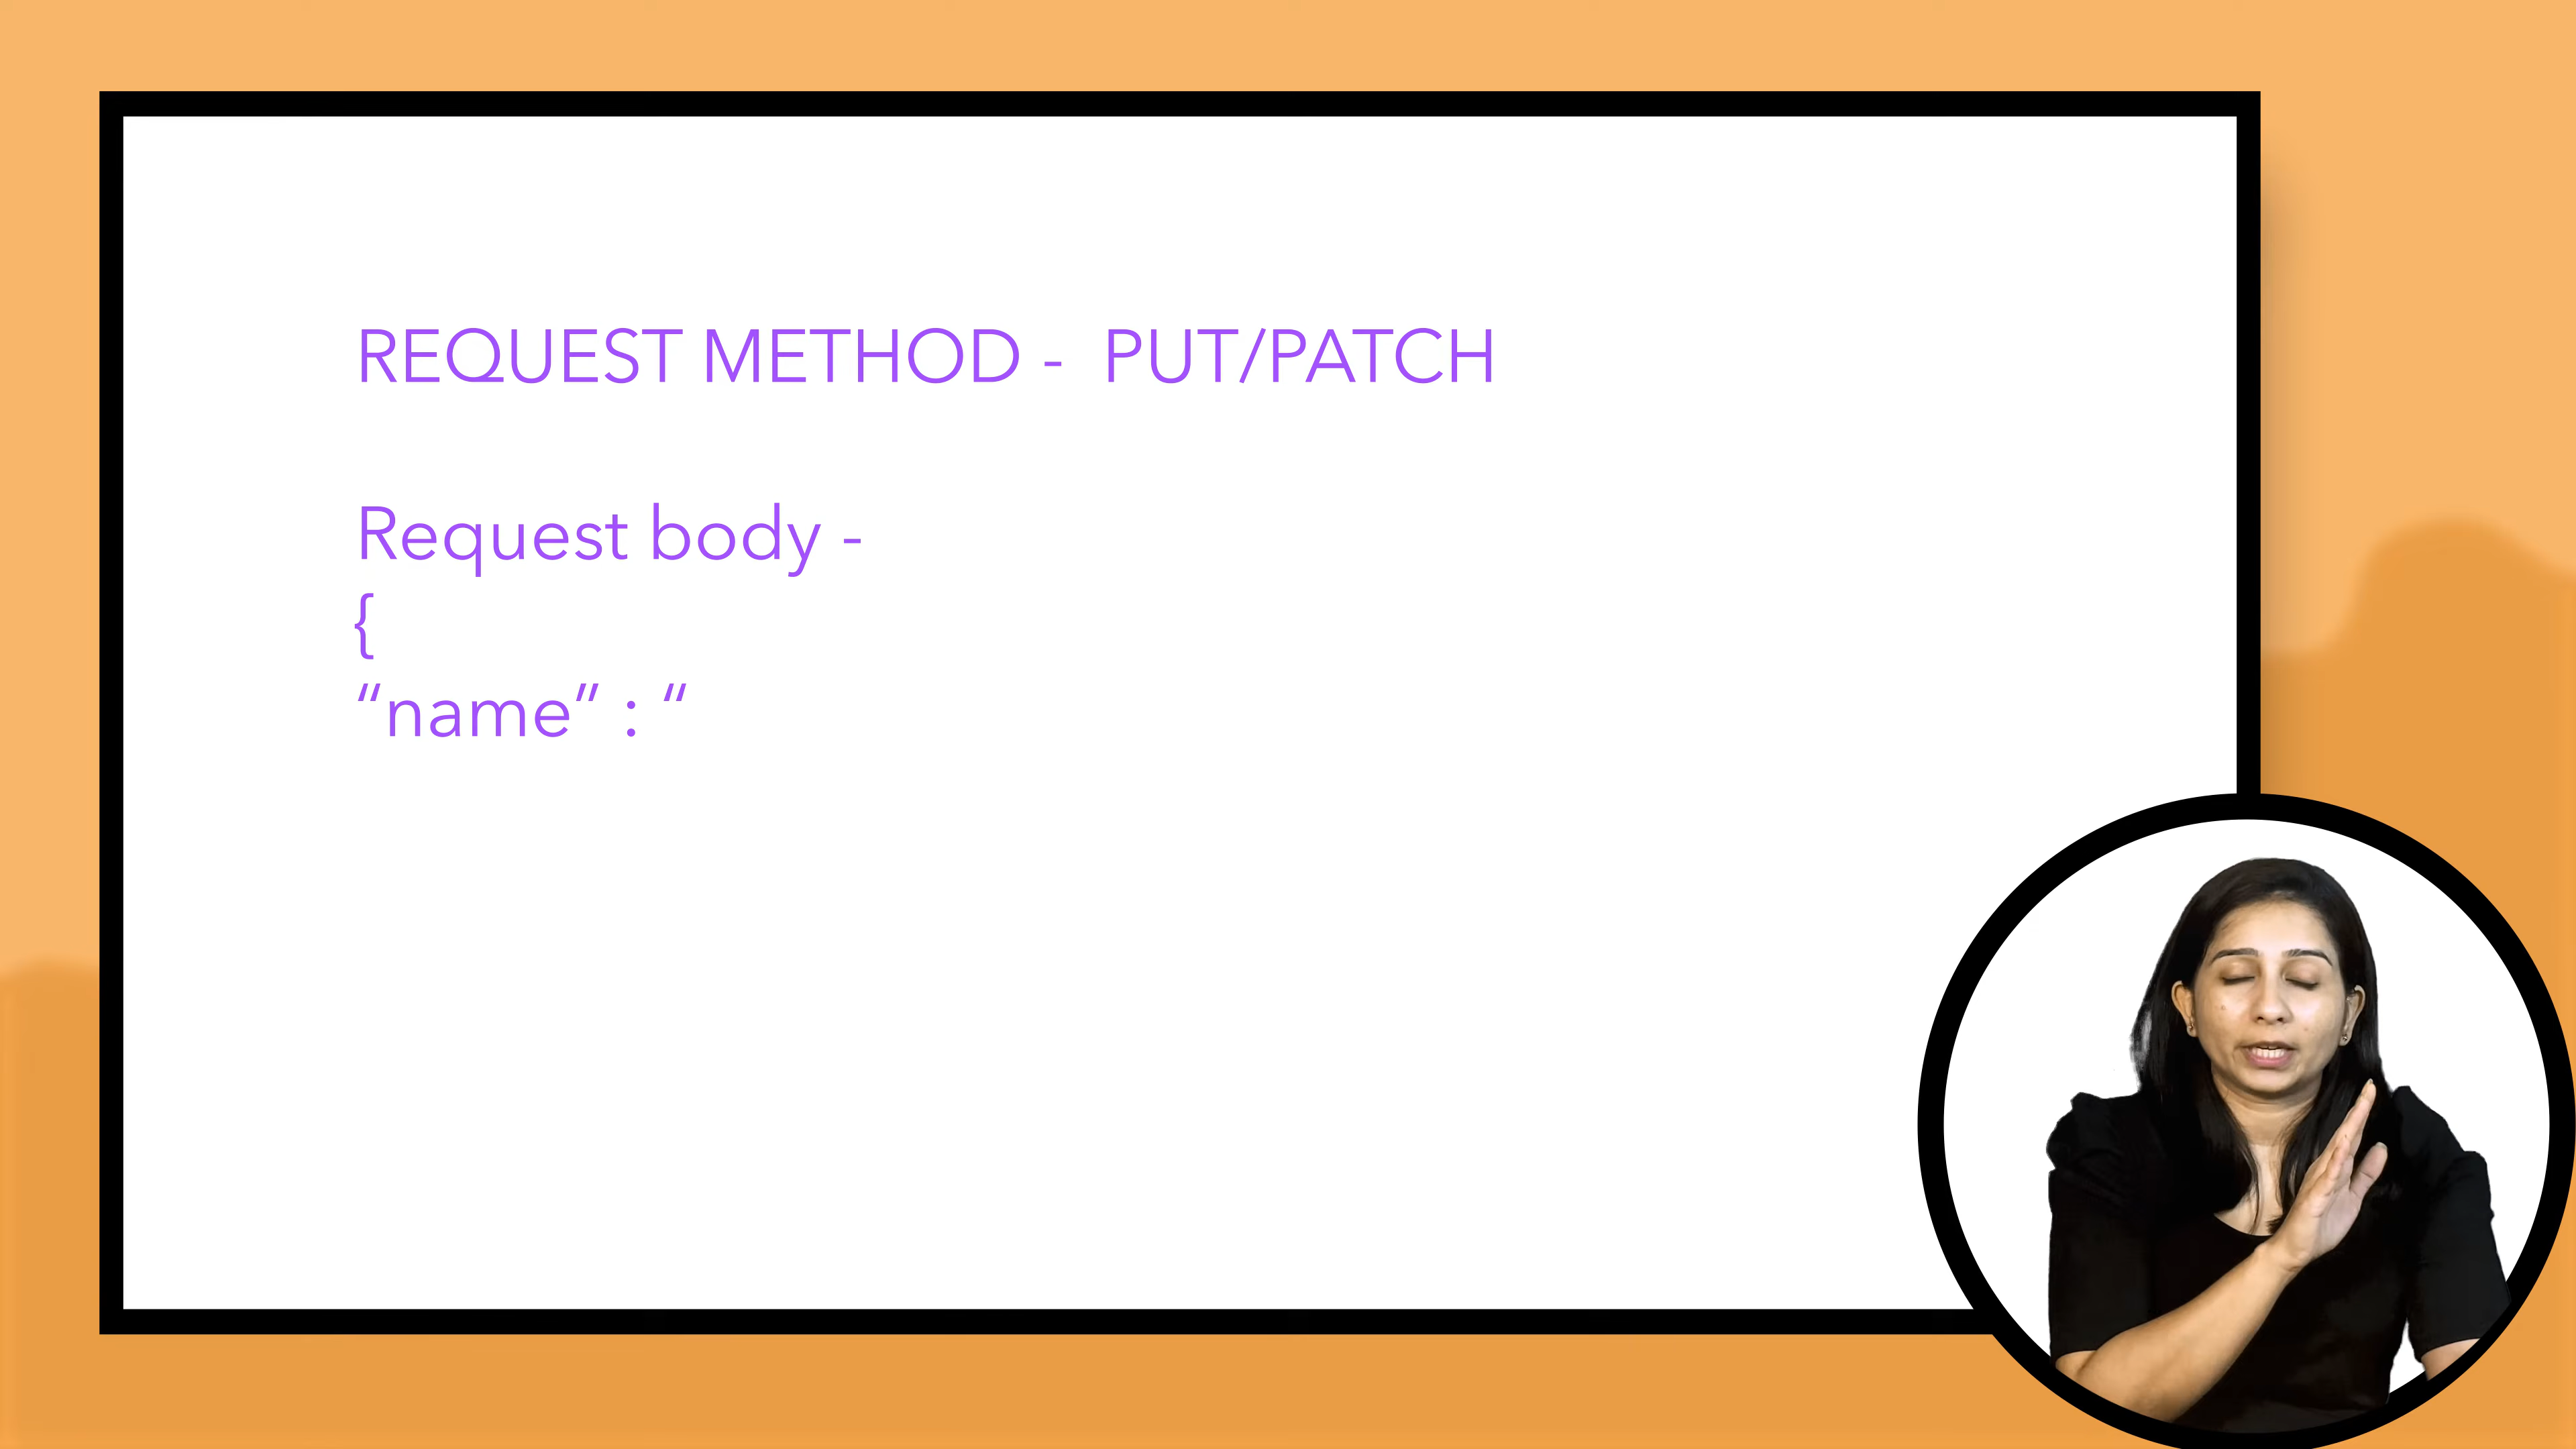 REQUEST METHOD -  PUT/PATCH
Request body -
{
“name” : “